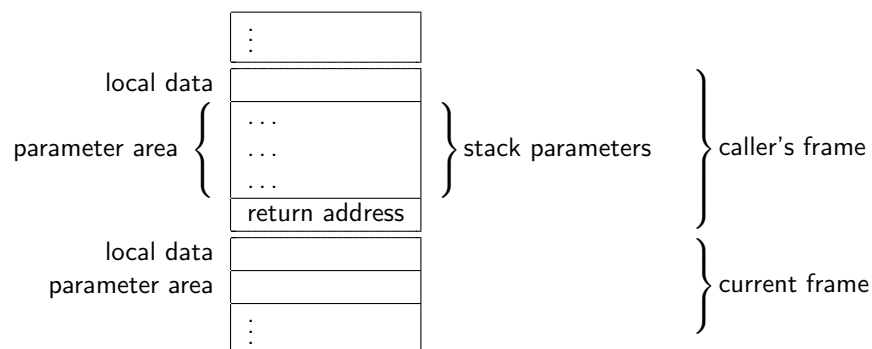 ⋮
local data
parameter area
...
...
...
stack parameters
caller's frame
return address
local data
parameter area
current frame
⋮